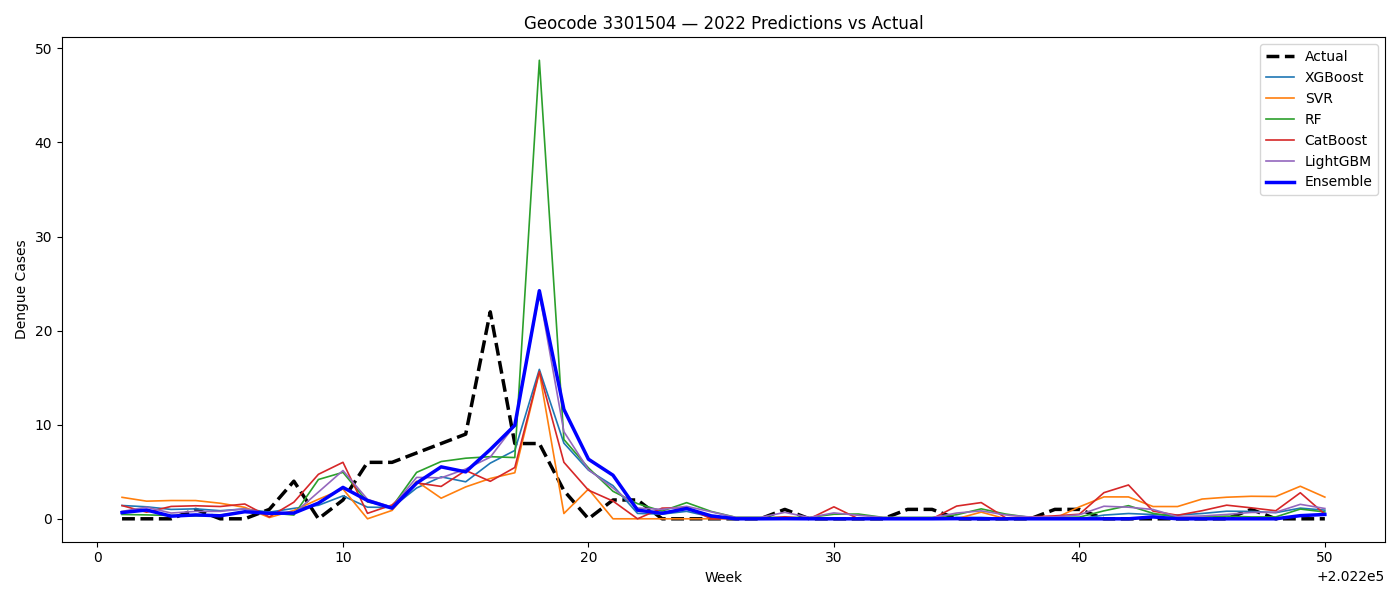 Geocode 3301504 — 2022 Predictions vs Actual
Dengue Cases
50
40
30
20
10
0
Actual
XGBoost
SVR
RF
CatBoost
LightGBM
Ensemble
0 10 20 30 40 50
Week
+2.022e5